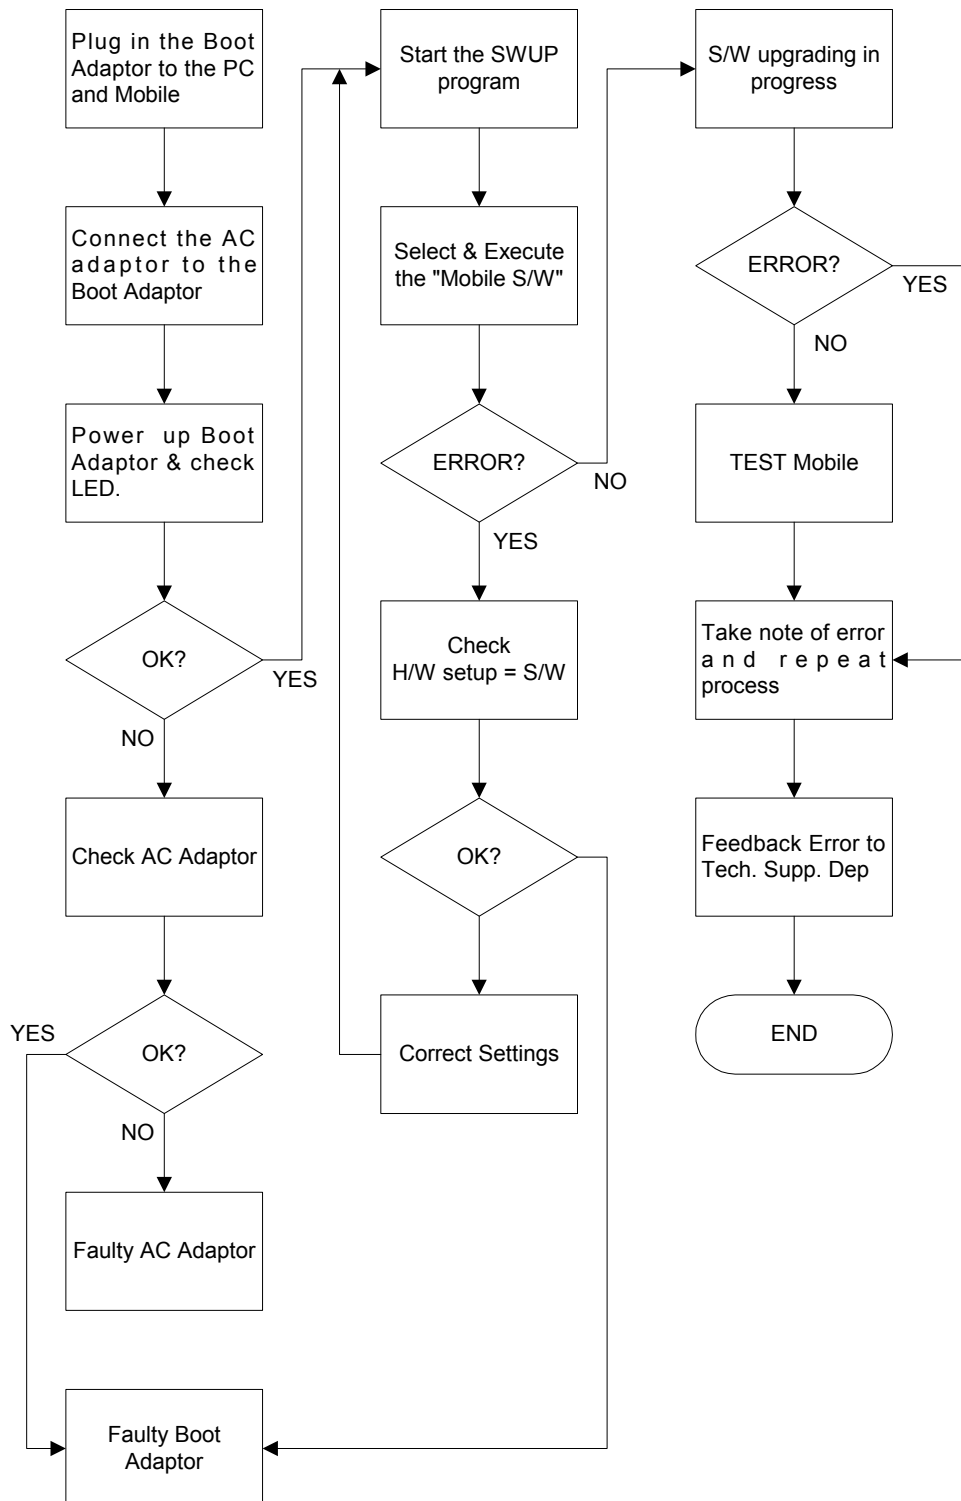 Plug in the Boot
Adaptor to the PC
and Mobile
Connect the AC
adaptor to the
Boot Adaptor
Power up Boot
Adaptor & check
LED.
OK?
YES
NO
Check AC Adaptor
YES
OK?
NO
Faulty AC Adaptor
Faulty Boot
Adaptor
Start the SWUP
program
Select & Execute
the "Mobile S/W"
ERROR?
NO
YES
Check
H/W setup = S/W
OK?
Correct Settings
S/W upgrading in
progress
ERROR?
YES
NO
TEST Mobile
Take note of error
and repeat
process
Feedback Error to
Tech. Supp. Dep
END